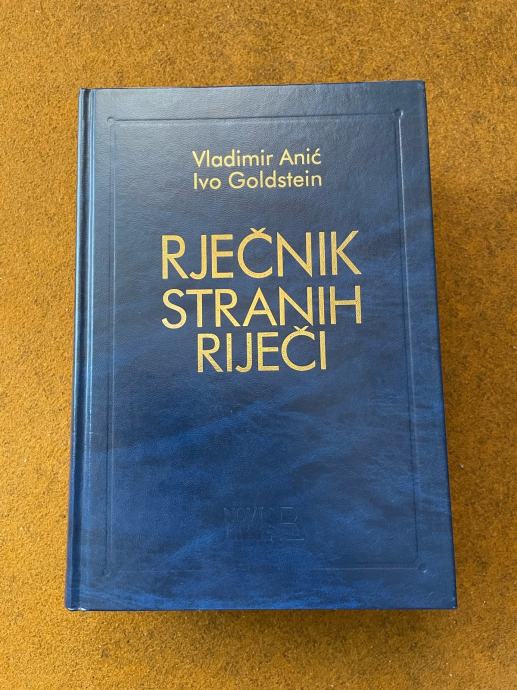 Vladimir Anić
Ivo Goldstein
RJEČNIK
STRANIH
RIJEČI